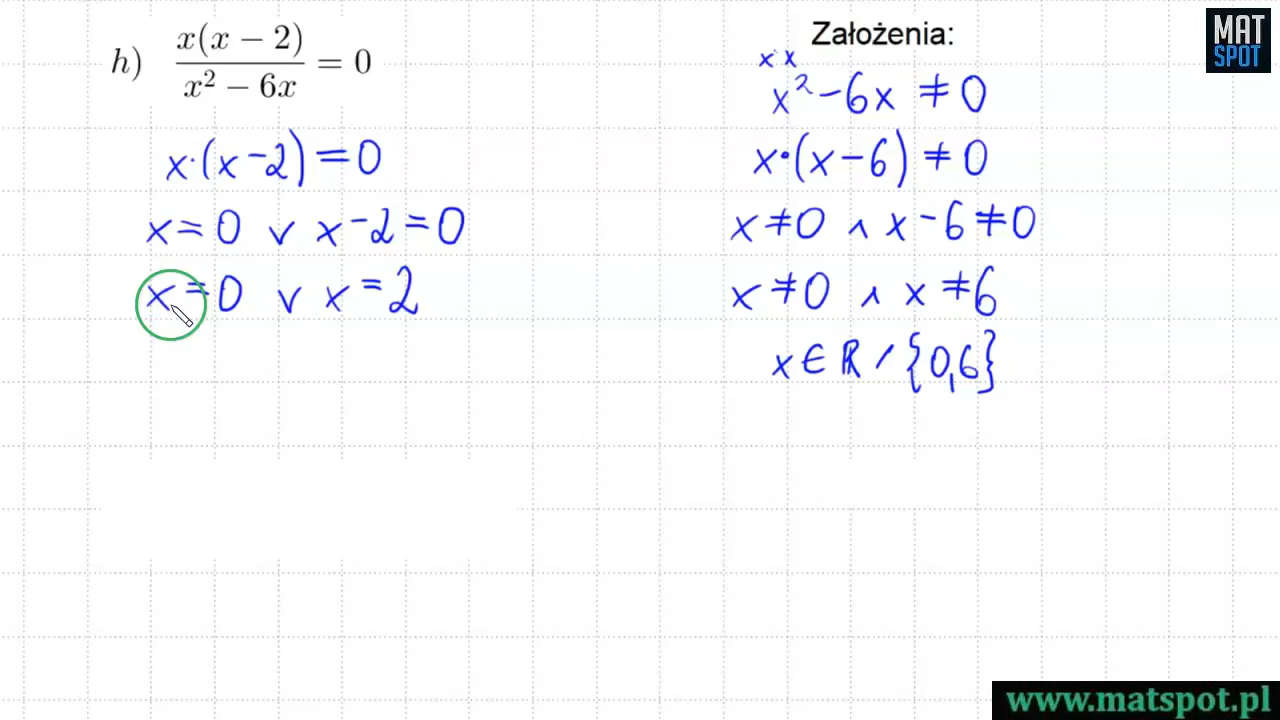 h) x(x − 2) / x² − 6x = 0
x·(x−2)=0
x=0 ∨ x−2=0
x=0 ∨ x=2
Założenia:
x x
x²−6x ≠0
x·(x−6) ≠0
x≠0 ∧ x−6≠0
x≠0 ∧ x≠6
x∈ℝ/{0,6}
MAT
SPOT
www.matspot.pl